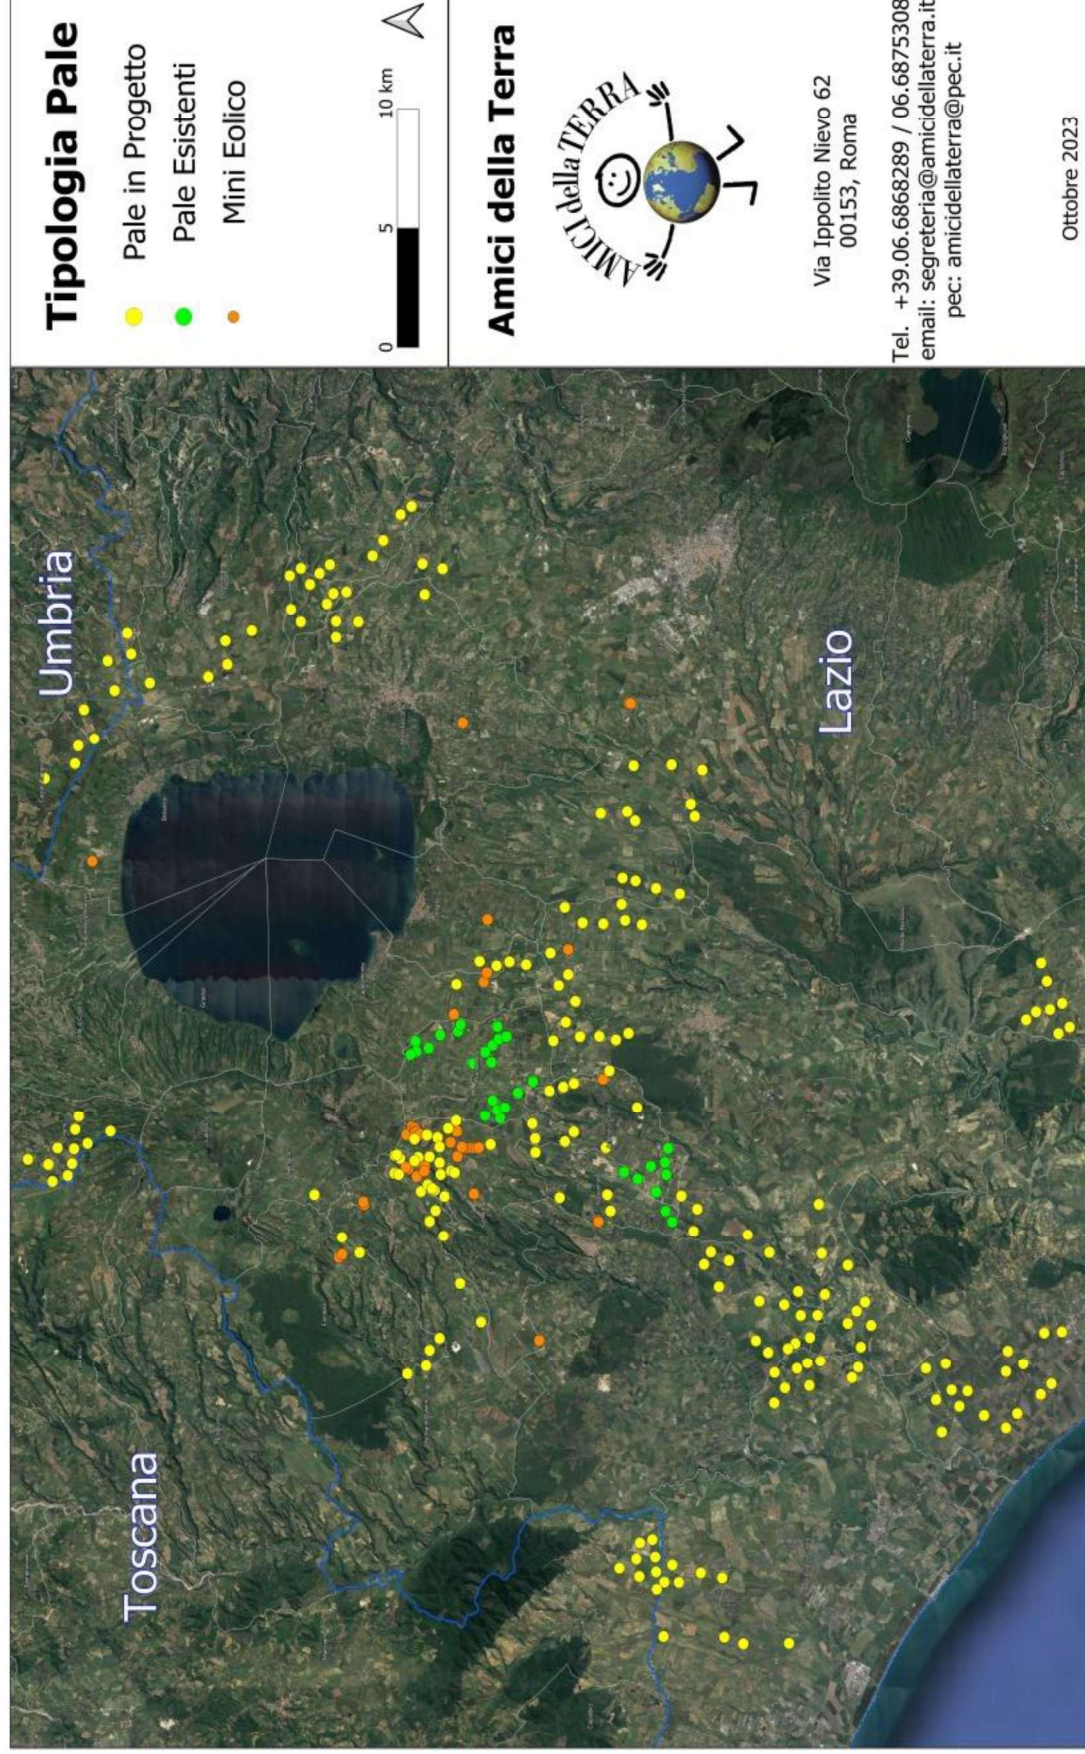 Tipologia Pale
Pale in Progetto
Pale Esistenti
Mini Eolico
0 5 10 km
Amici della Terra
AMICI della TERRA
Via Ippolito Nievo 62
00153, Roma
Tel. +39.06.6868289 / 06.6875308
email: segreteria@amicidellaterra.it
pec: amicidellaterra@pec.it
Ottobre 2023
Umbria
Toscana
Lazio